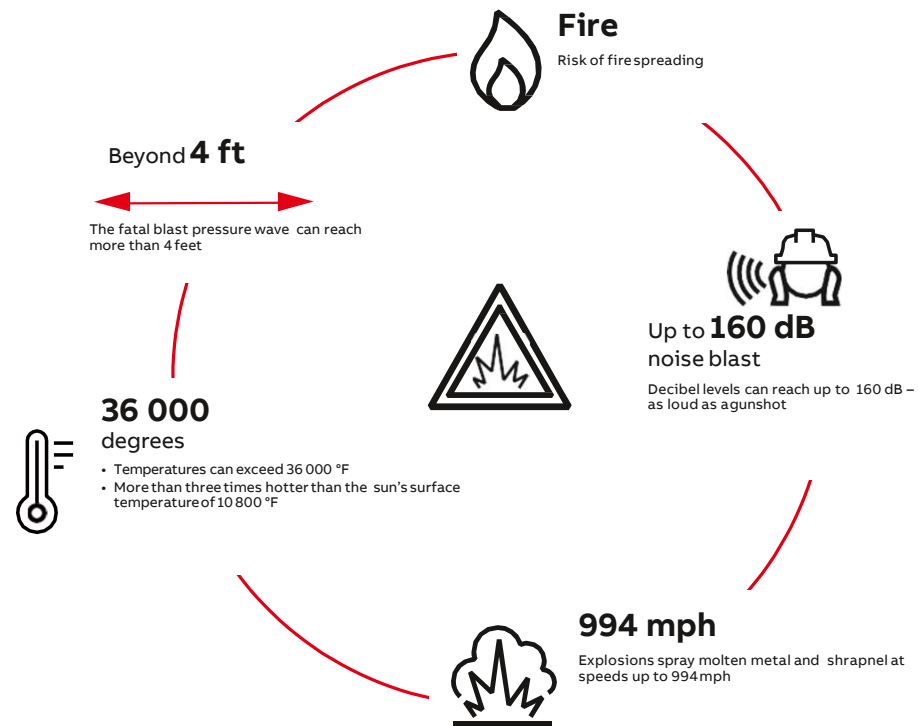 Fire
Risk of fire spreading
Beyond 4 ft
The fatal blast pressure wave can reach
more than 4 feet
Up to 160 dB
noise blast
Decibel levels can reach up to 160 dB –
as loud as a gunshot
36 000
degrees
• Temperatures can exceed 36 000 °F
• More than three times hotter than the sun's surface
temperature of 10 800 °F
994 mph
Explosions spray molten metal and shrapnel at
speeds up to 994 mph